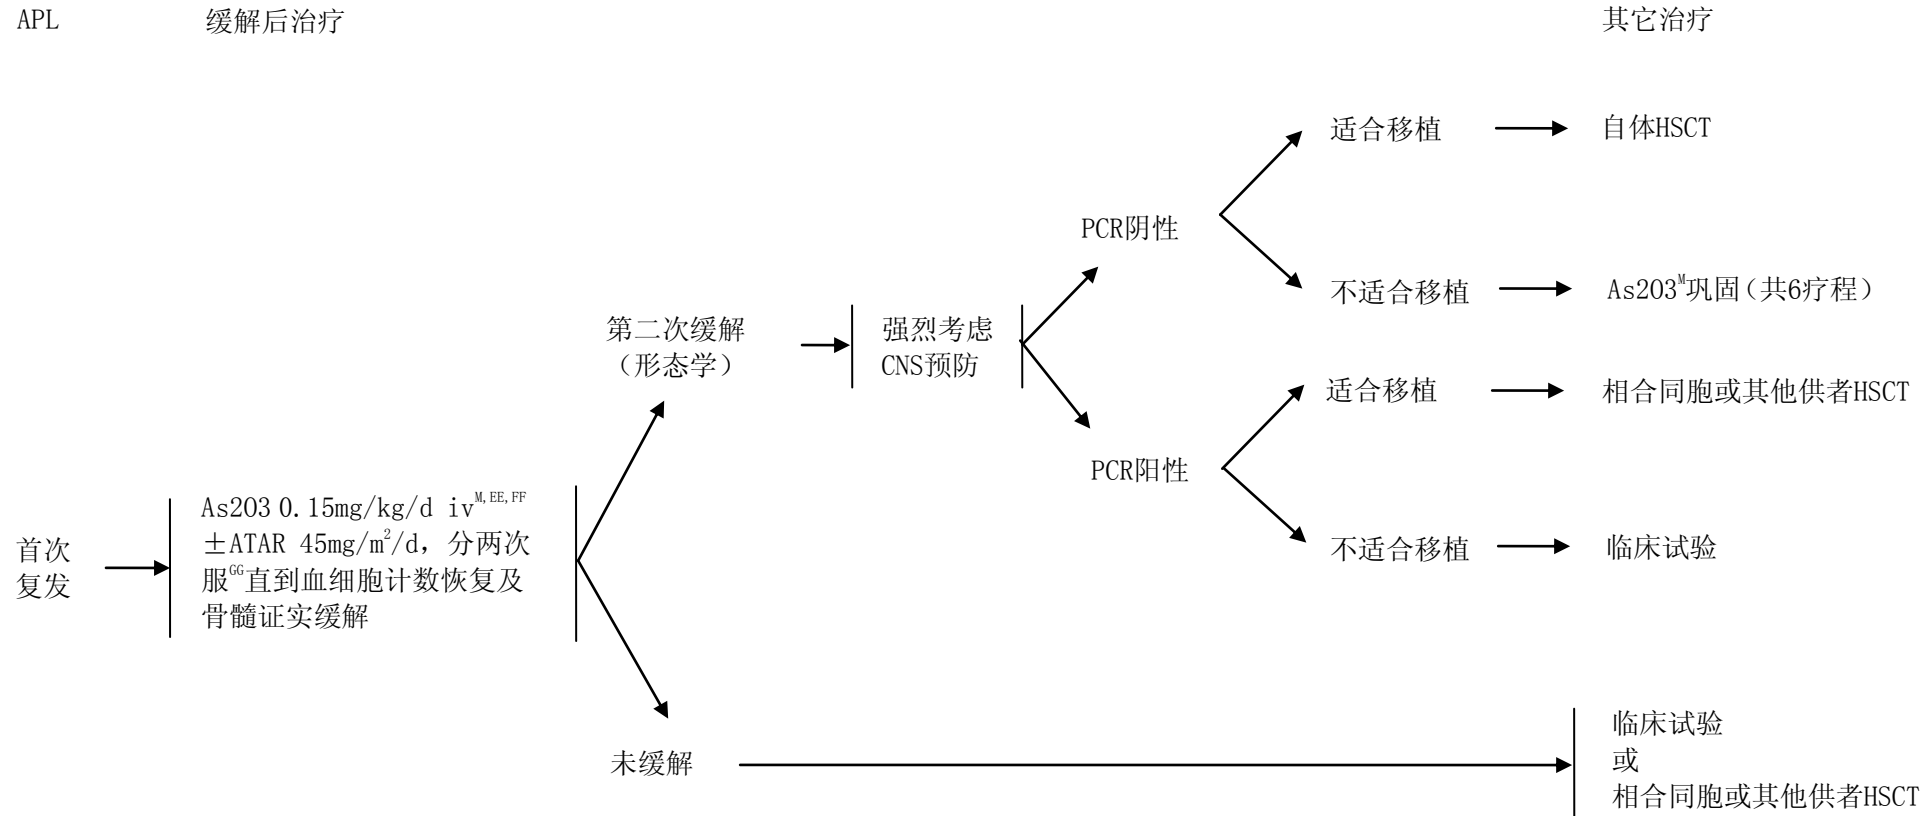 APL
缓解后治疗
其它治疗
适合移植
自体HSCT
PCR阴性
不适合移植
As2O3ᴹ巩固（共6疗程）
第二次缓解
（形态学）
强烈考虑
CNS预防
适合移植
相合同胞或其他供者HSCT
PCR阳性
不适合移植
临床试验
首次
复发
As2O3 0.15mg/kg/d iv^M,EE,FF
±ATAR 45mg/m²/d，分两次
服^GG直到血细胞计数恢复及
骨髓证实缓解
未缓解
临床试验
或
相合同胞或其他供者HSCT